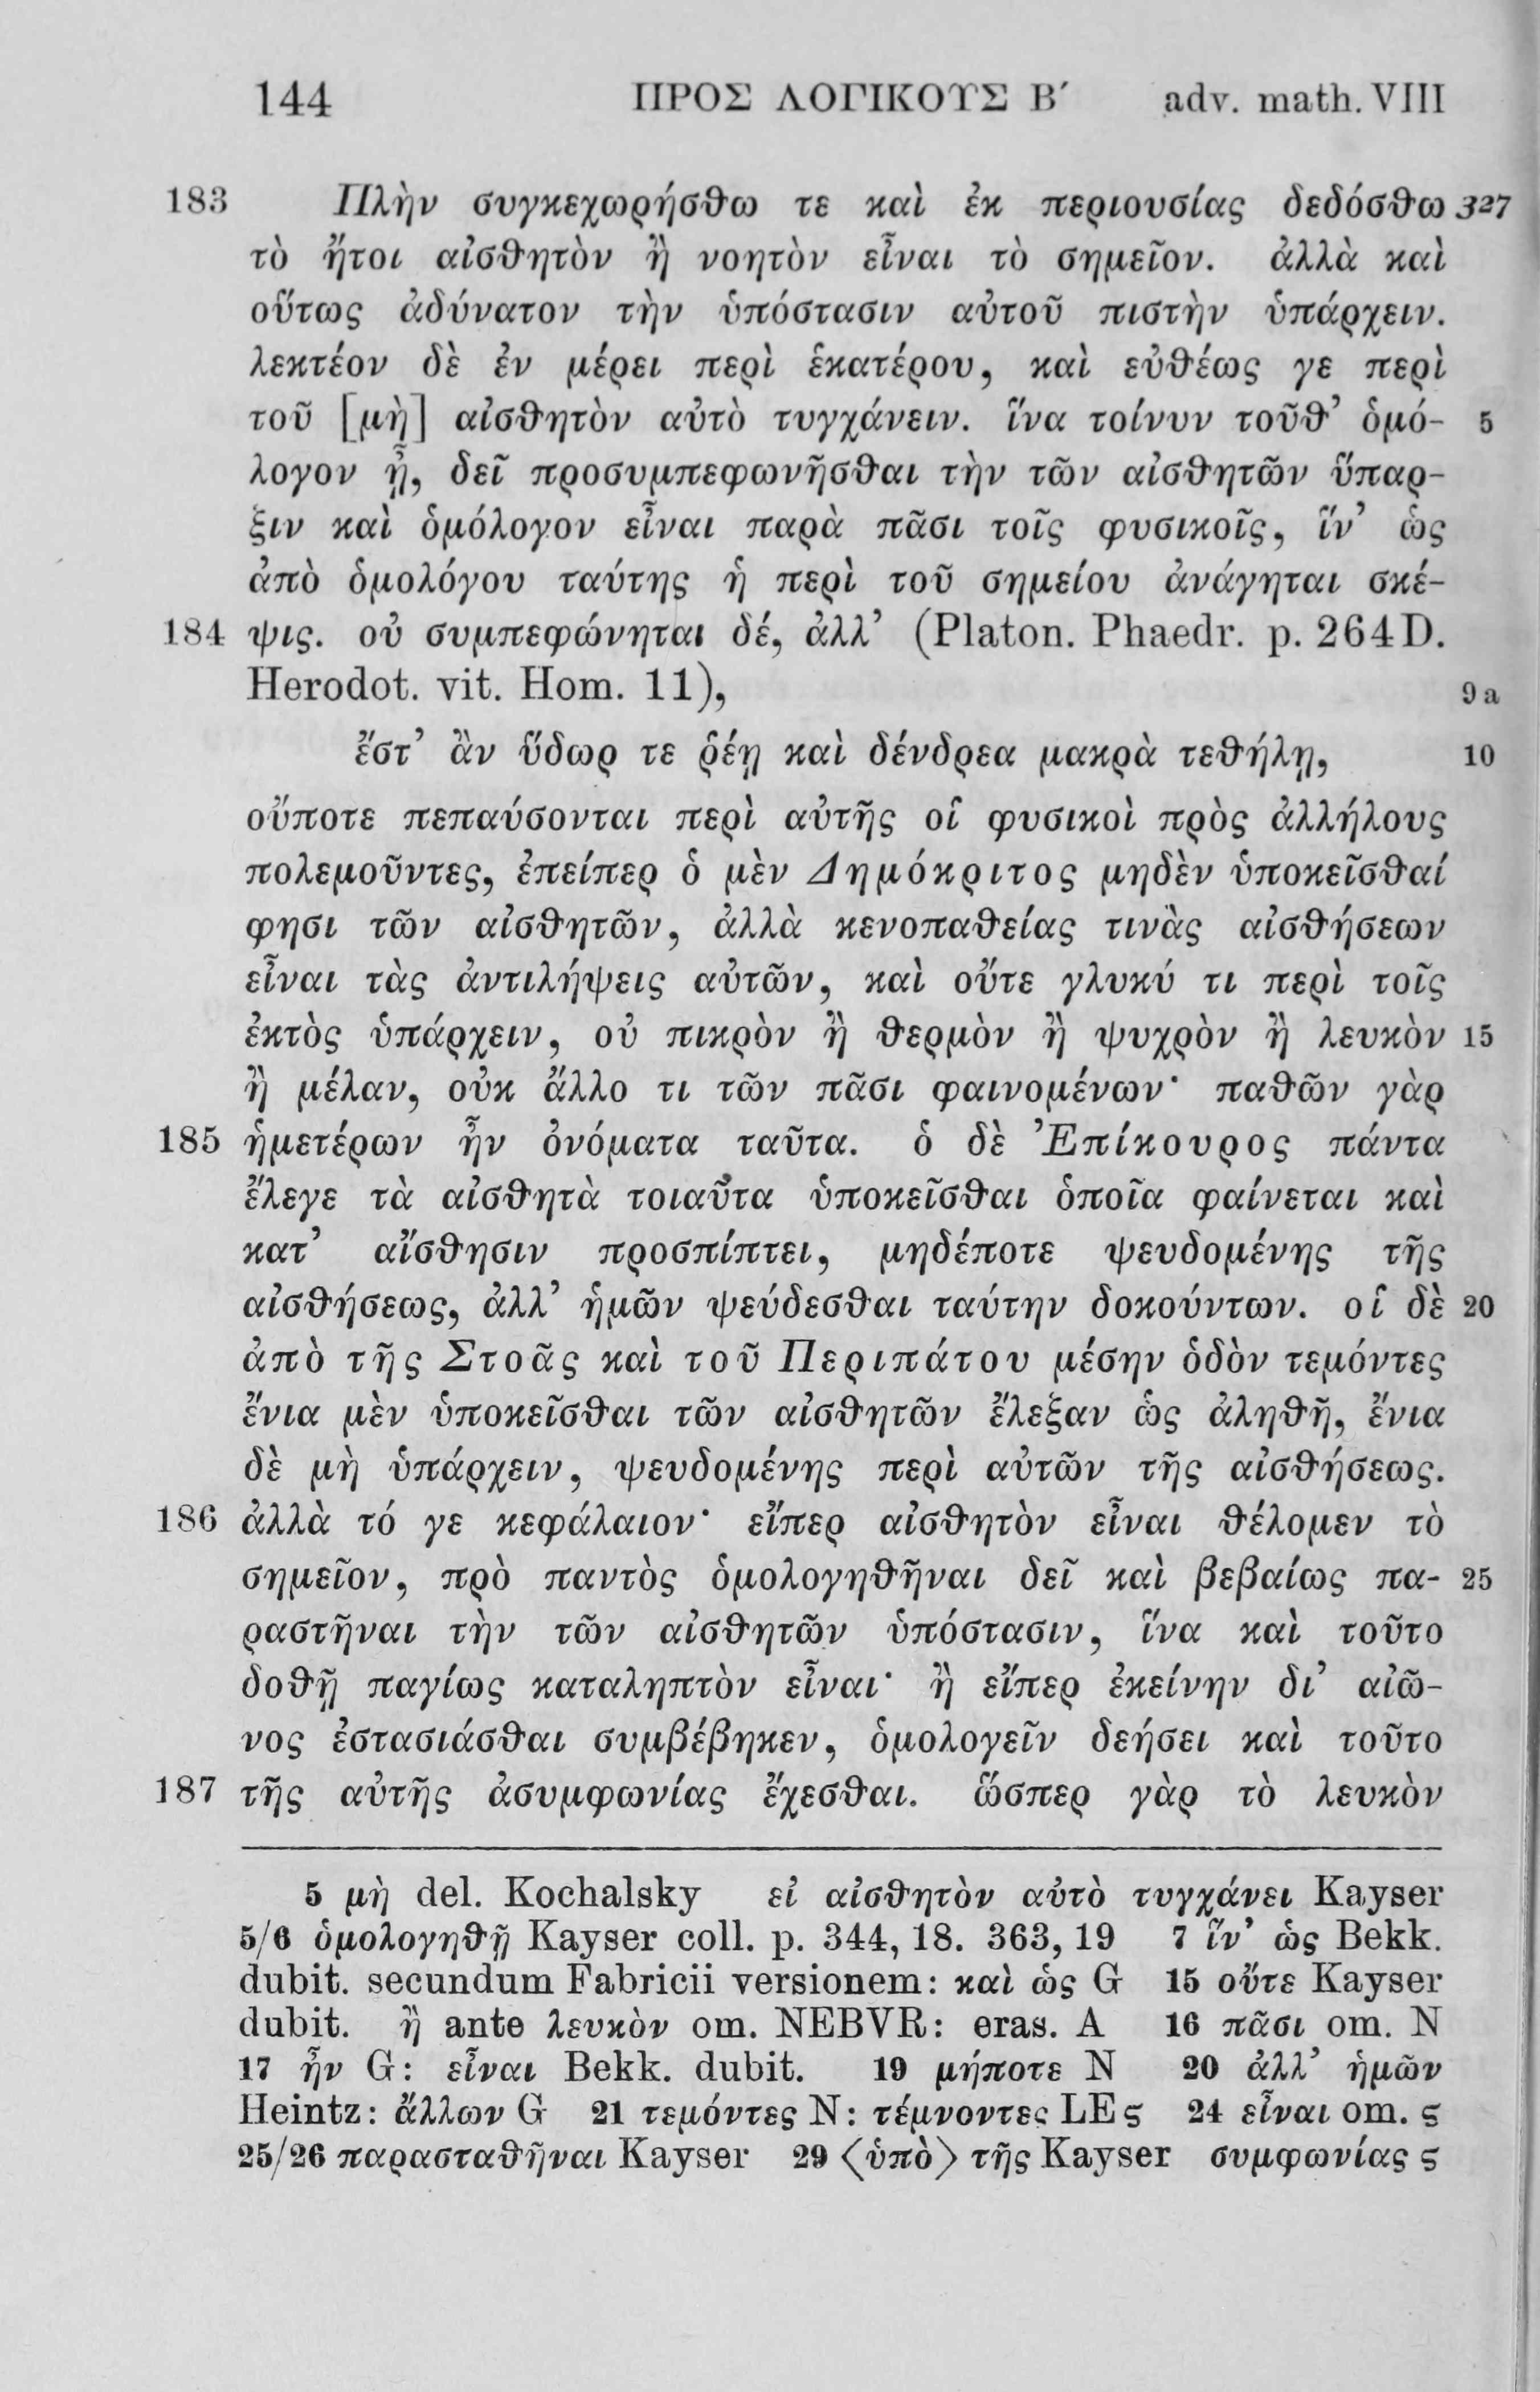 144 ΠΡΟΣ ΛΟΓΙΚΟΥΣ Β΄ adv. math. VIII
183 Πλὴν συγκεχωρήσθω τε καὶ ἐκ περιουσίας δεδόσθω 327
τὸ ἤτοι αἰσθητὸν ἢ νοητὸν εἶναι τὸ σημεῖον. ἀλλὰ καὶ
οὕτως ἀδύνατον τὴν ὑπόστασιν αὐτοῦ πιστὴν ὑπάρχειν.
λεκτέον δὲ ἐν μέρει περὶ ἑκατέρου, καὶ εὐθέως γε περὶ
τοῦ [μὴ] αἰσθητὸν αὐτὸ τυγχάνειν. ἵνα τοίνυν τοῦθ’ ὁμό- 5
λογον ᾖ, δεῖ προσυμπεφωνῆσθαι τὴν τῶν αἰσθητῶν ὕπαρ-
ξιν καὶ ὁμόλογον εἶναι παρὰ πᾶσι τοῖς φυσικοῖς, ἵν’ ὡς
ἀπὸ ὁμολόγου ταύτης ἡ περὶ τοῦ σημείου ἀνάγηται σκέ-
184 ψις. οὐ συμπεφώνηται δέ, ἀλλ’ (Platon. Phaedr. p. 264D.
Herodot. vit. Hom. 11), 9a
ἔστ’ ἂν ὕδωρ τε ῥέῃ καὶ δένδρεα μακρὰ τεθήλῃ, 10
οὔποτε πεπαύσονται περὶ αὐτῆς οἱ φυσικοὶ πρὸς ἀλλήλους
πολεμοῦντες, ἐπείπερ ὁ μὲν Δημόκριτος μηδὲν ὑποκεῖσθαί
φησι τῶν αἰσθητῶν, ἀλλὰ κενοπαθείας τινὰς αἰσθήσεων
εἶναι τὰς ἀντιλήψεις αὐτῶν, καὶ οὔτε γλυκύ τι περὶ τοῖς
ἐκτὸς ὑπάρχειν, οὐ πικρὸν ἢ θερμὸν ἢ ψυχρὸν ἢ λευκὸν 15
ἢ μέλαν, οὐκ ἄλλο τι τῶν πᾶσι φαινομένων· παθῶν γὰρ
185 ἡμετέρων ἦν ὀνόματα ταῦτα. ὁ δὲ Ἐπίκουρος πάντα
ἔλεγε τὰ αἰσθητὰ τοιαῦτα ὑποκεῖσθαι ὁποῖα φαίνεται καὶ
κατ’ αἴσθησιν προσπίπτει, μηδέποτε ψευδομένης τῆς
αἰσθήσεως, ἀλλ’ ἡμῶν ψεύδεσθαι ταύτην δοκούντων. οἱ δὲ 20
ἀπὸ τῆς Στοᾶς καὶ τοῦ Περιπάτου μέσην ὁδὸν τεμόντες
ἔνια μὲν ὑποκεῖσθαι τῶν αἰσθητῶν ἔλεξαν ὡς ἀληθῆ, ἔνια
δὲ μὴ ὑπάρχειν, ψευδομένης περὶ αὐτῶν τῆς αἰσθήσεως.
186 ἀλλὰ τό γε κεφάλαιον· εἴπερ αἰσθητὸν εἶναι θέλομεν τὸ
σημεῖον, πρὸ παντὸς ὁμολογηθῆναι δεῖ καὶ βεβαίως πα- 25
ραστῆναι τὴν τῶν αἰσθητῶν ὑπόστασιν, ἵνα καὶ τοῦτο
δοθῇ παγίως καταληπτὸν εἶναι· ἢ εἴπερ ἐκείνην δι’ αἰῶ-
νος ἐστασιάσθαι συμβέβηκεν, ὁμολογεῖν δεήσει καὶ τοῦτο
187 τῆς αὐτῆς ἀσυμφωνίας ἔχεσθαι. ὥσπερ γὰρ τὸ λευκὸν
5 μὴ del. Kochalsky εἰ αἰσθητὸν αὐτὸ τυγχάνει Kayser
5/6 ὁμολογηθῇ Kayser coll. p. 344, 18. 363, 19 7 ἵν’ ὡς Bekk.
dubit. secundum Fabricii versionem: καὶ ὡς G 15 οὔτε Kayser
dubit. ἢ ante λευκὸν om. NEBVR: eras. A 16 πᾶσι om. N
17 ἦν G: εἶναι Bekk. dubit. 19 μήποτε N 20 ἀλλ’ ἡμῶν
Heintz: ἄλλων G 21 τεμόντες N: τέμνοντες LEς 24 εἶναι om. ς
25/26 παρασταθῆναι Kayser 29 ⟨ὑπὸ⟩ τῆς Kayser συμφωνίας ς